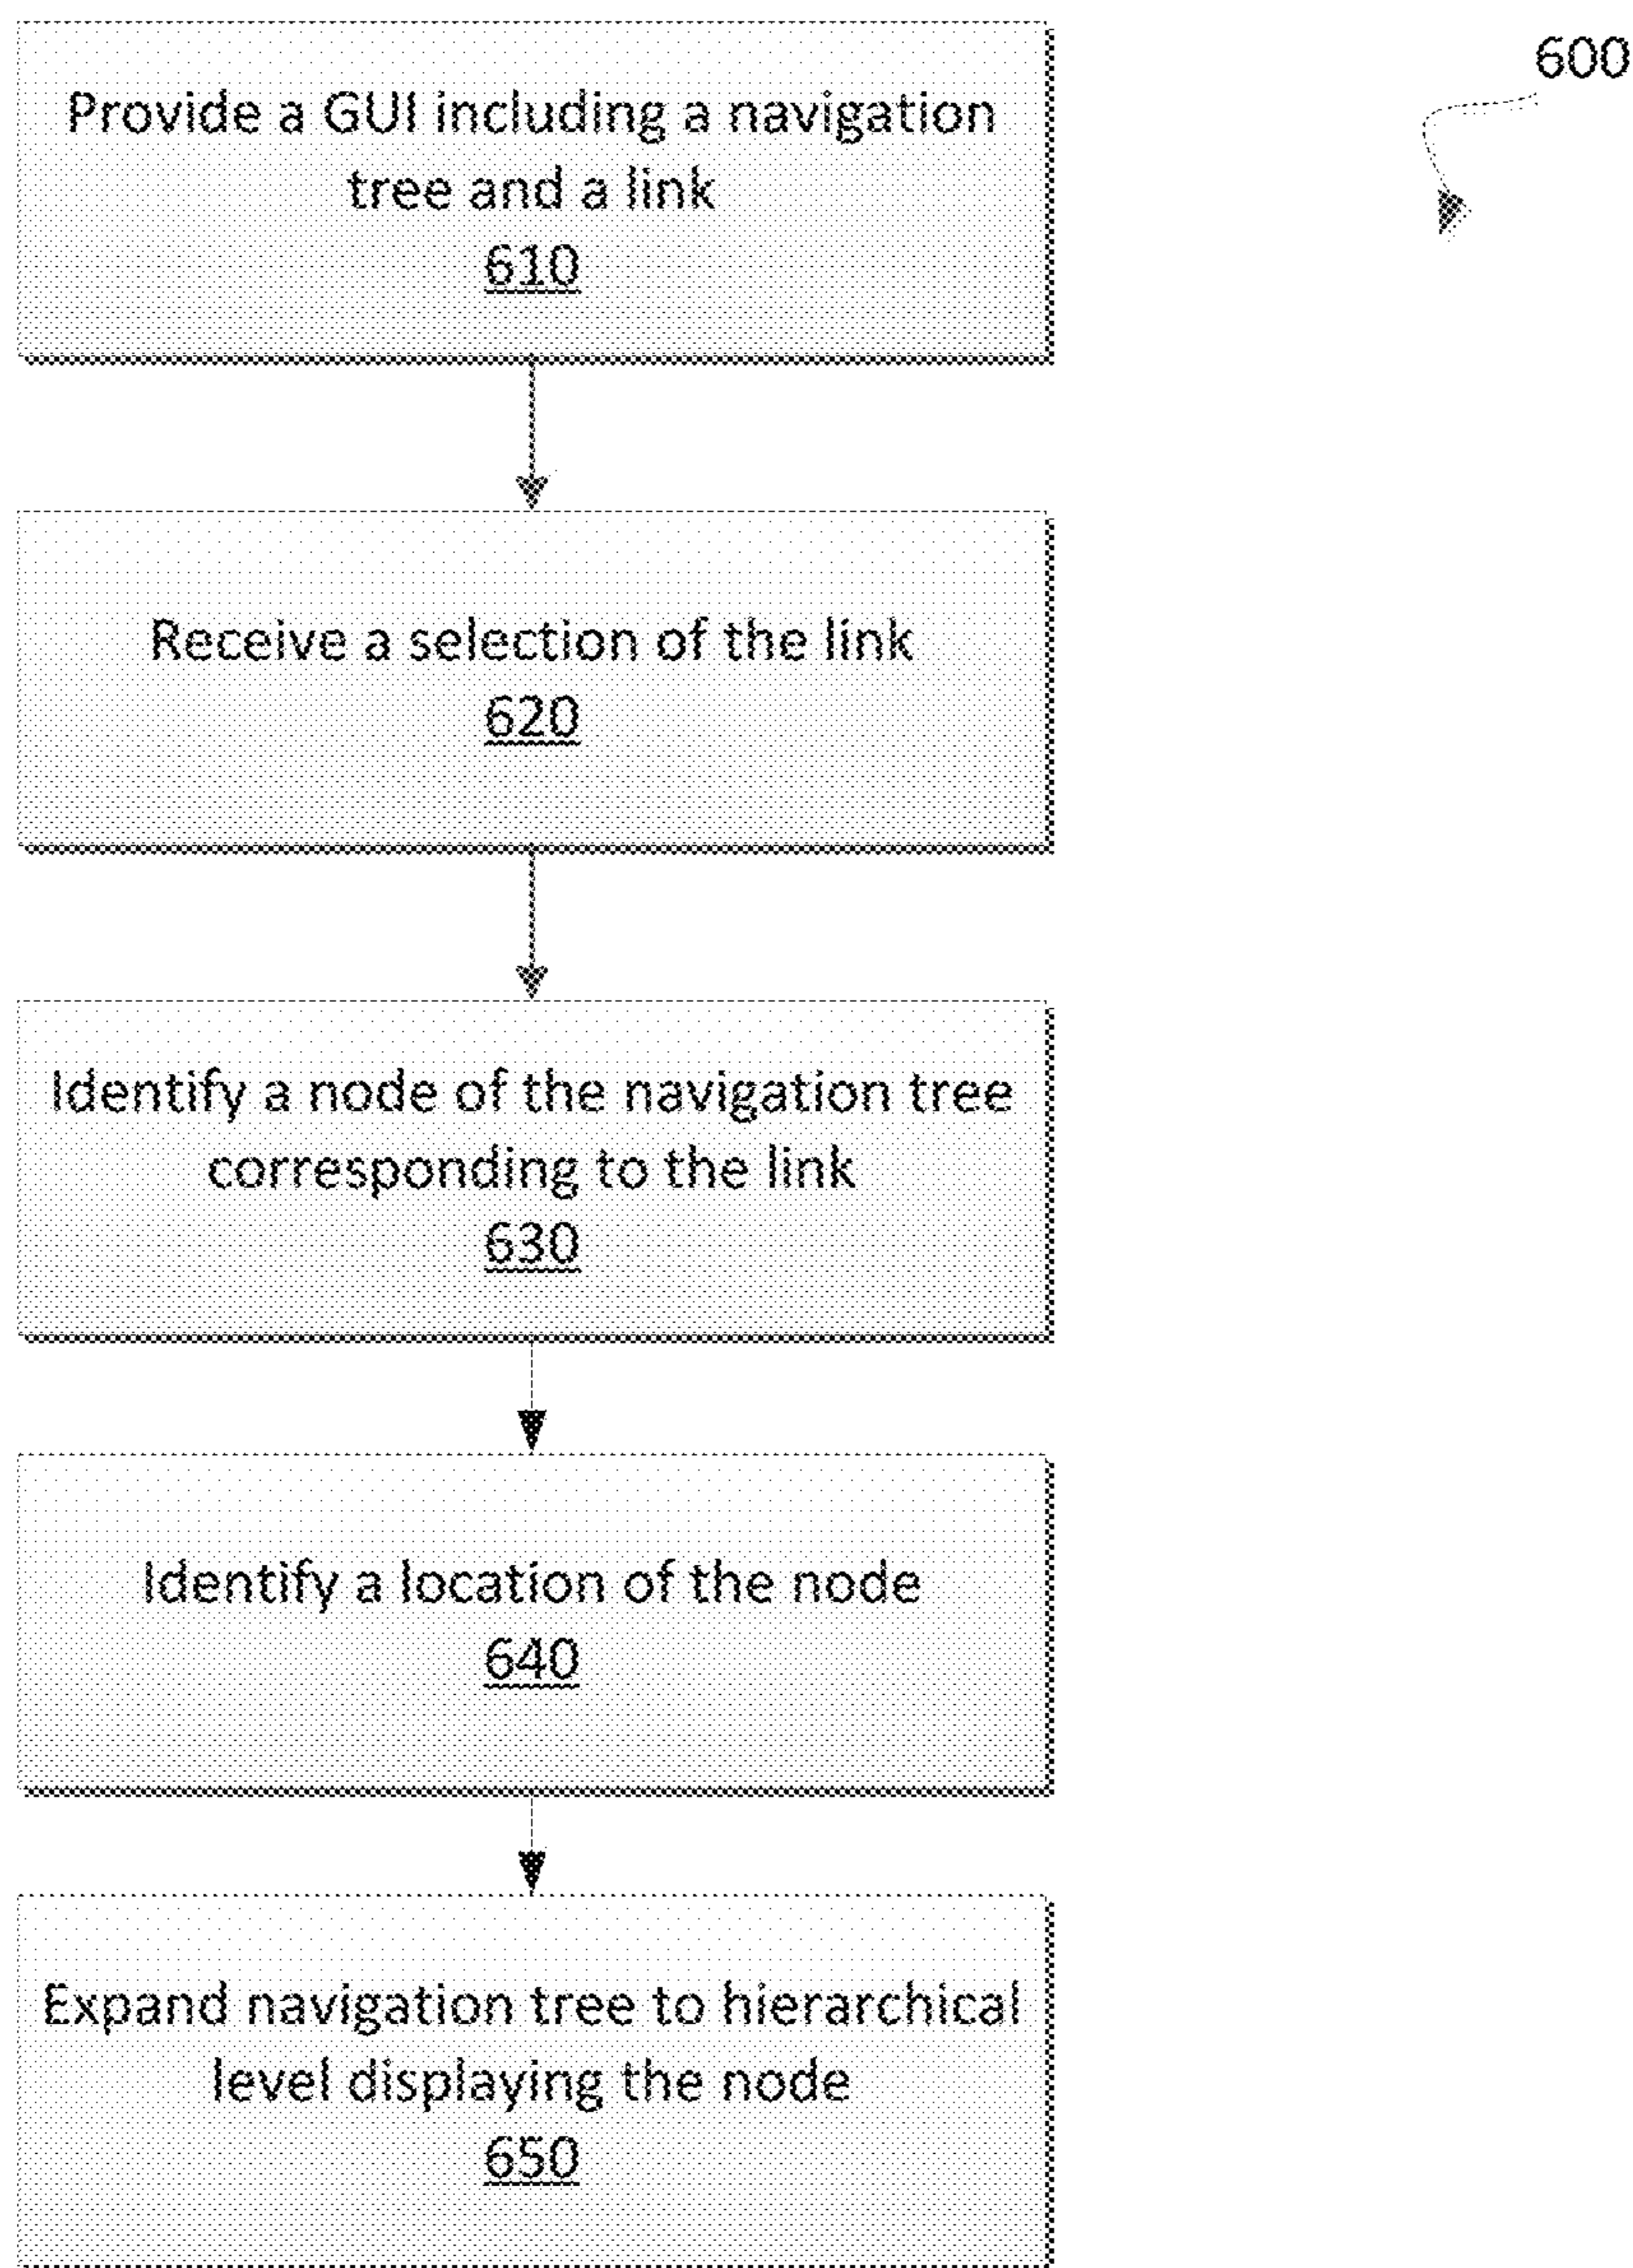 600
Provide a GUI including a navigation
tree and a link
610
Receive a selection of the link
620
Identify a node of the navigation tree
corresponding to the link
630
Identify a location of the node
640
Expand navigation tree to hierarchical
level displaying the node
650